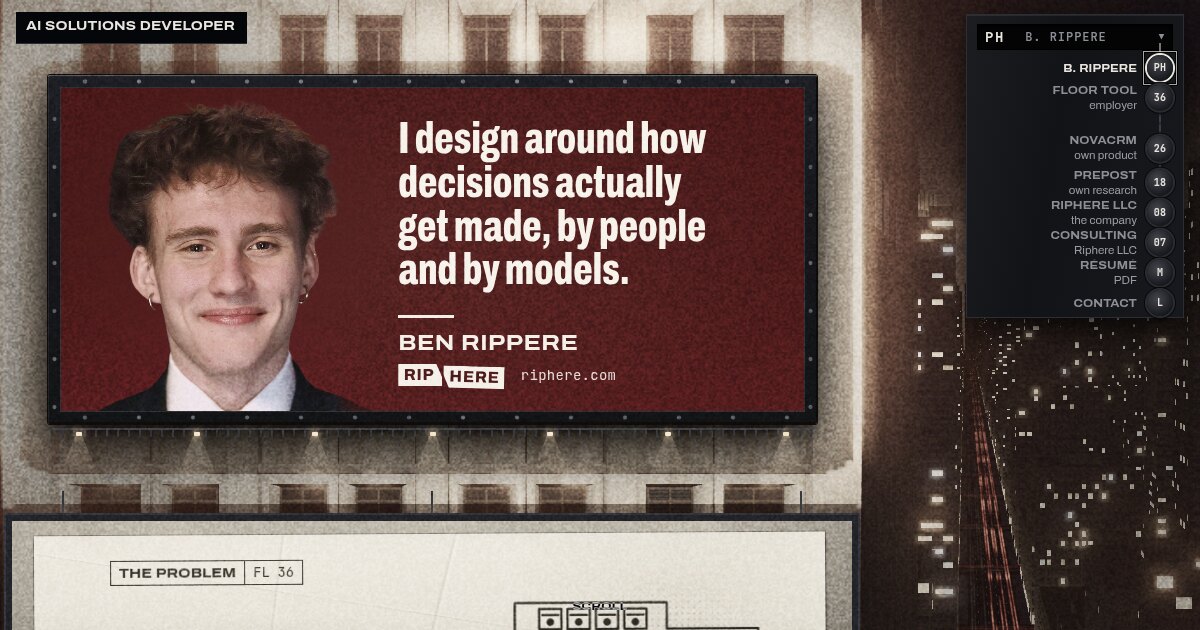 AI SOLUTIONS DEVELOPER
I design around how
decisions actually
get made, by people
and by models.
BEN RIPPERE
RIP HERE riphere.com
PH B. RIPPERE ▼
B. RIPPERE PH
FLOOR TOOL 36
employer
NOVACRM 26
own product
PREPOST 18
own research
RIPHERE LLC 08
the company
CONSULTING 07
Riphere LLC
RÉSUMÉ M
PDF
CONTACT L
THE PROBLEM FL 36
SCROLL